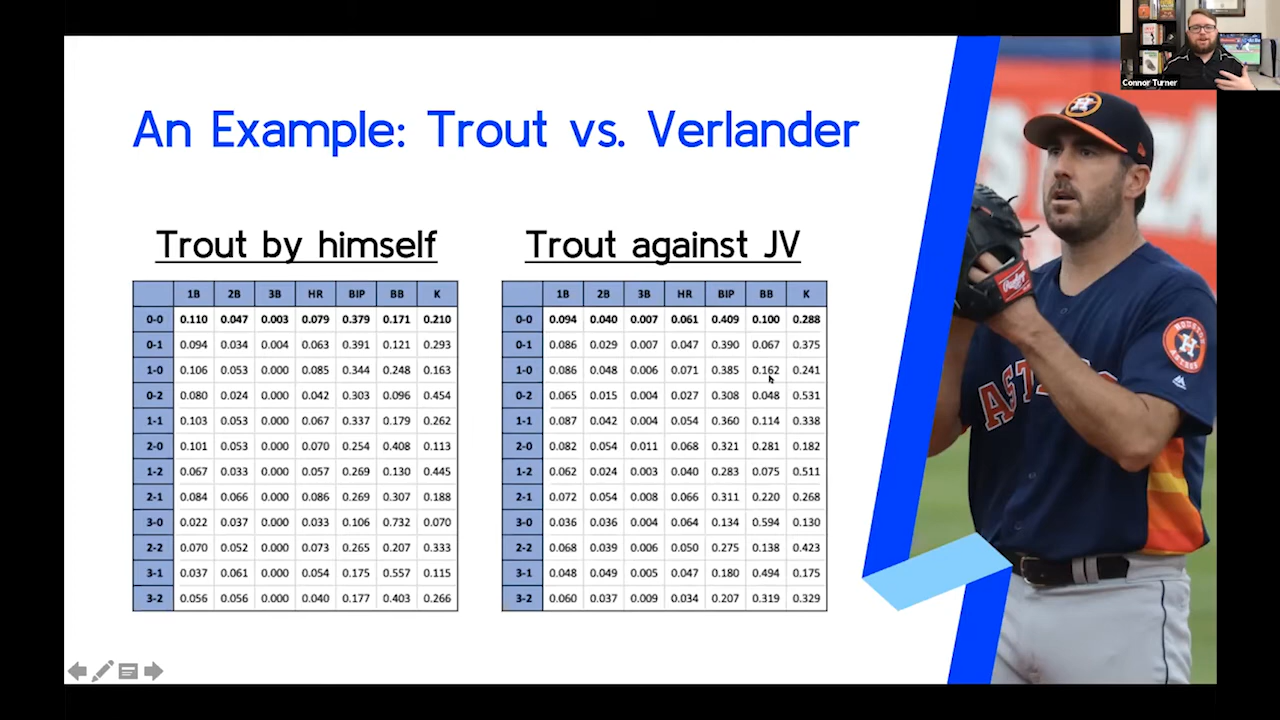 Connor Turner
An Example: Trout vs. Verlander
Trout by himself
1B 2B 3B HR BIP BB K
0-0 0.110 0.047 0.003 0.079 0.379 0.171 0.210
0-1 0.094 0.034 0.004 0.063 0.391 0.121 0.293
1-0 0.106 0.053 0.000 0.085 0.344 0.248 0.163
0-2 0.080 0.024 0.000 0.042 0.303 0.096 0.454
1-1 0.103 0.053 0.000 0.067 0.337 0.179 0.262
2-0 0.101 0.053 0.000 0.070 0.254 0.408 0.113
1-2 0.067 0.033 0.000 0.057 0.269 0.130 0.445
2-1 0.084 0.066 0.000 0.086 0.269 0.307 0.188
3-0 0.022 0.037 0.000 0.033 0.106 0.732 0.070
2-2 0.070 0.052 0.000 0.073 0.265 0.207 0.333
3-1 0.037 0.061 0.000 0.054 0.175 0.557 0.115
3-2 0.056 0.056 0.000 0.040 0.177 0.403 0.266
Trout against JV
1B 2B 3B HR BIP BB K
0-0 0.094 0.040 0.007 0.061 0.409 0.100 0.288
0-1 0.086 0.029 0.007 0.047 0.390 0.067 0.375
1-0 0.086 0.048 0.006 0.071 0.385 0.162 0.241
0-2 0.065 0.015 0.004 0.027 0.308 0.048 0.531
1-1 0.087 0.042 0.004 0.054 0.360 0.114 0.338
2-0 0.082 0.054 0.011 0.068 0.321 0.281 0.182
1-2 0.062 0.024 0.003 0.040 0.283 0.075 0.511
2-1 0.072 0.054 0.008 0.066 0.311 0.220 0.268
3-0 0.036 0.036 0.004 0.064 0.134 0.594 0.130
2-2 0.068 0.039 0.006 0.050 0.275 0.138 0.423
3-1 0.048 0.049 0.005 0.047 0.180 0.494 0.175
3-2 0.060 0.037 0.009 0.034 0.207 0.319 0.329
H
Rawlings
HOUSTON
H
ASTROS